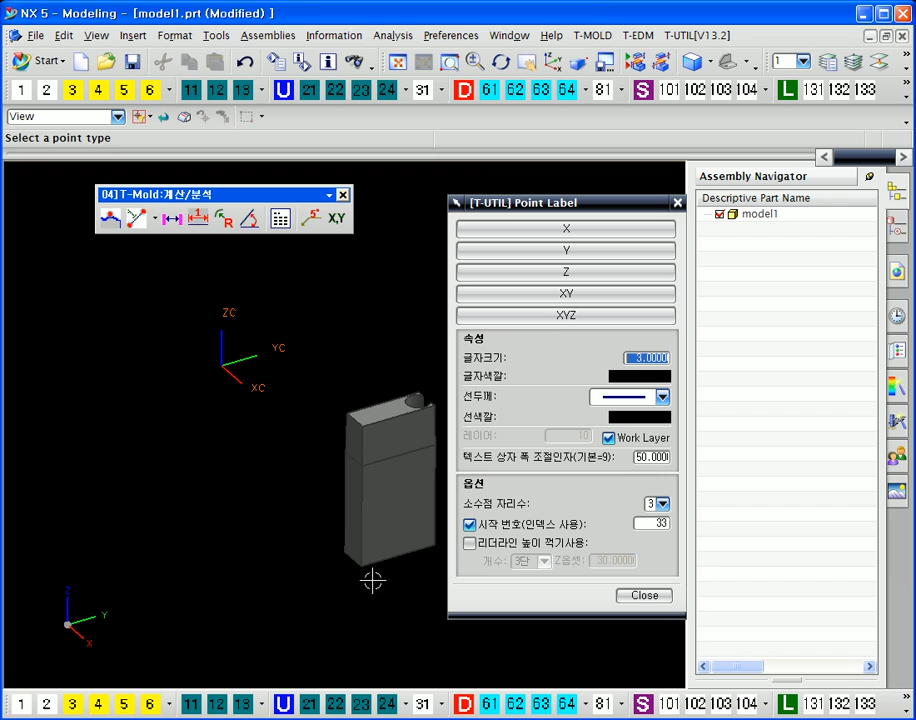 NX 5 - Modeling - [model1.prt (Modified) ]
File Edit View Insert Format Tools Assemblies Information Analysis Preferences Window Help T-MOLD T-EDM T-UTIL[V13.2]
Start 1
1 2 3 4 5 6 11 12 13 U 21 22 23 24 31 D 61 62 63 64 81 S 101 102 103 104 L 131 132 133
View
Select a point type
04]T-Mold:계산/분석
X,Y
[T-UTIL] Point Label
X
Y
Z
XY
XYZ
속성
글자크기: 3.0000
글자색깔:
선두께:
선색깔:
레이어: 10 Work Layer
텍스트 상자 폭 조절인자(기본=9): 50.000
옵션
소수점 자리수: 3
시작 번호(인덱스 사용): 33
리더라인 높이 꺽기사용:
개수: 3단 Z옵셋: 30.0000
Close
Assembly Navigator
Descriptive Part Name
model1
ZC
YC
XC
Z
Y
X
1 2 3 4 5 6 11 12 13 U 21 22 23 24 31 D 61 62 63 64 81 S 101 102 103 104 L 131 132 133